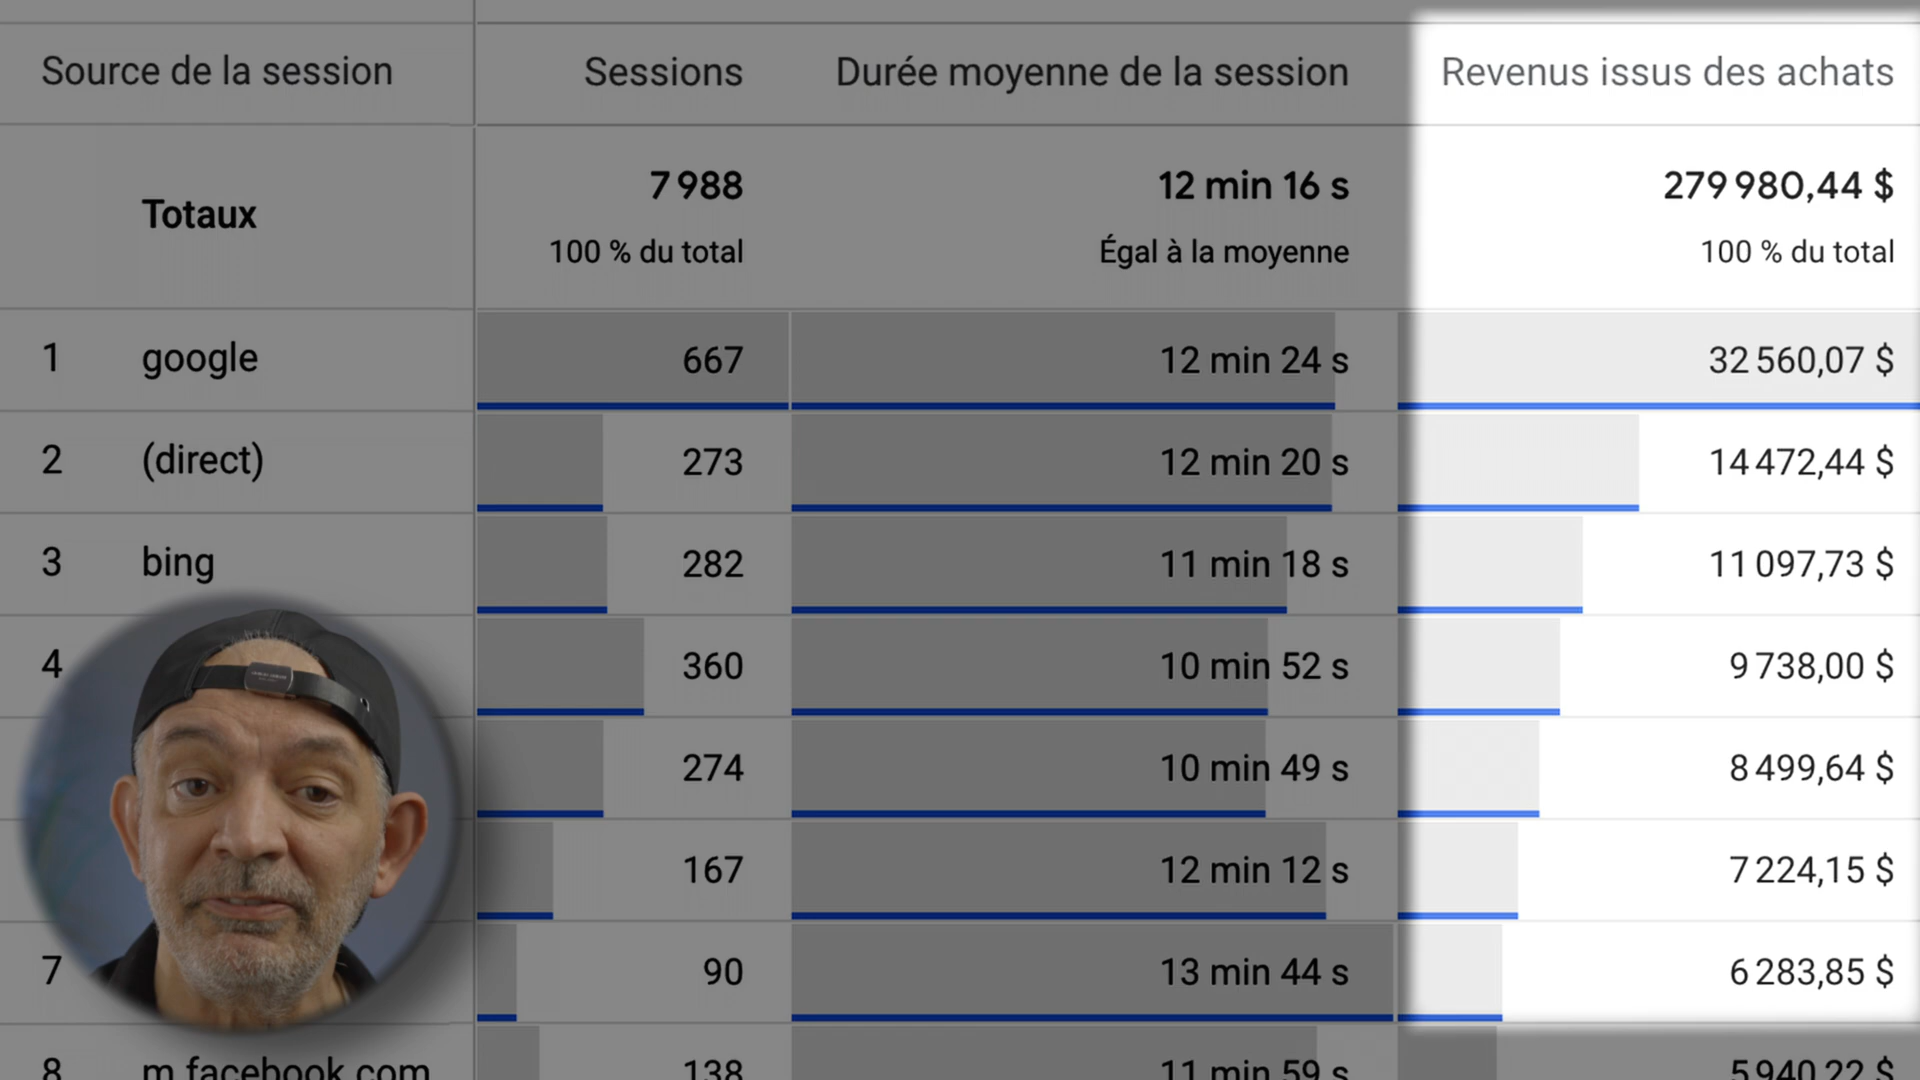 Source de la session Sessions Durée moyenne de la session Revenus issus des achats
Totaux 7 988 12 min 16 s 279 980,44 $
100 % du total Égal à la moyenne 100 % du total
1 google 667 12 min 24 s 32 560,07 $
2 (direct) 273 12 min 20 s 14 472,44 $
3 bing 282 11 min 18 s 11 097,73 $
4 360 10 min 52 s 9 738,00 $
274 10 min 49 s 8 499,64 $
167 12 min 12 s 7 224,15 $
7 90 13 min 44 s 6 283,85 $
8 m.facebook.com 138 11 min 59 s 5 940,22 $